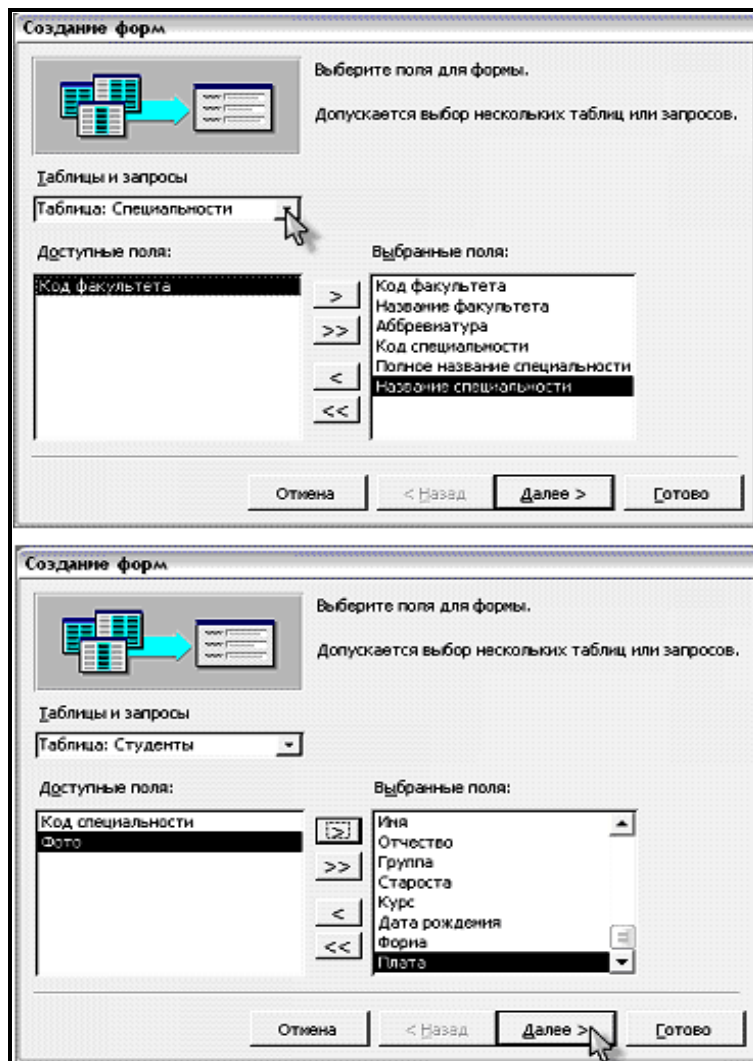 Создание форм
Выберите поля для формы.
Допускается выбор нескольких таблиц или запросов.
Таблицы и запросы
Таблица: Специальности
Доступные поля:
Выбранные поля:
Код факультета
Код факультета
Название факультета
Аббревиатура
Код специальности
Полное название специальности
Название специальности
>
>>
<
<<
Отмена
< Назад
Далее >
Готово
Создание форм
Выберите поля для формы.
Допускается выбор нескольких таблиц или запросов.
Таблицы и запросы
Таблица: Студенты
Доступные поля:
Выбранные поля:
Код специальности
Фото
>
>>
<
<<
Имя
Отчество
Группа
Староста
Курс
Дата рождения
Форма
Плата
Отмена
< Назад
Далее >
Готово